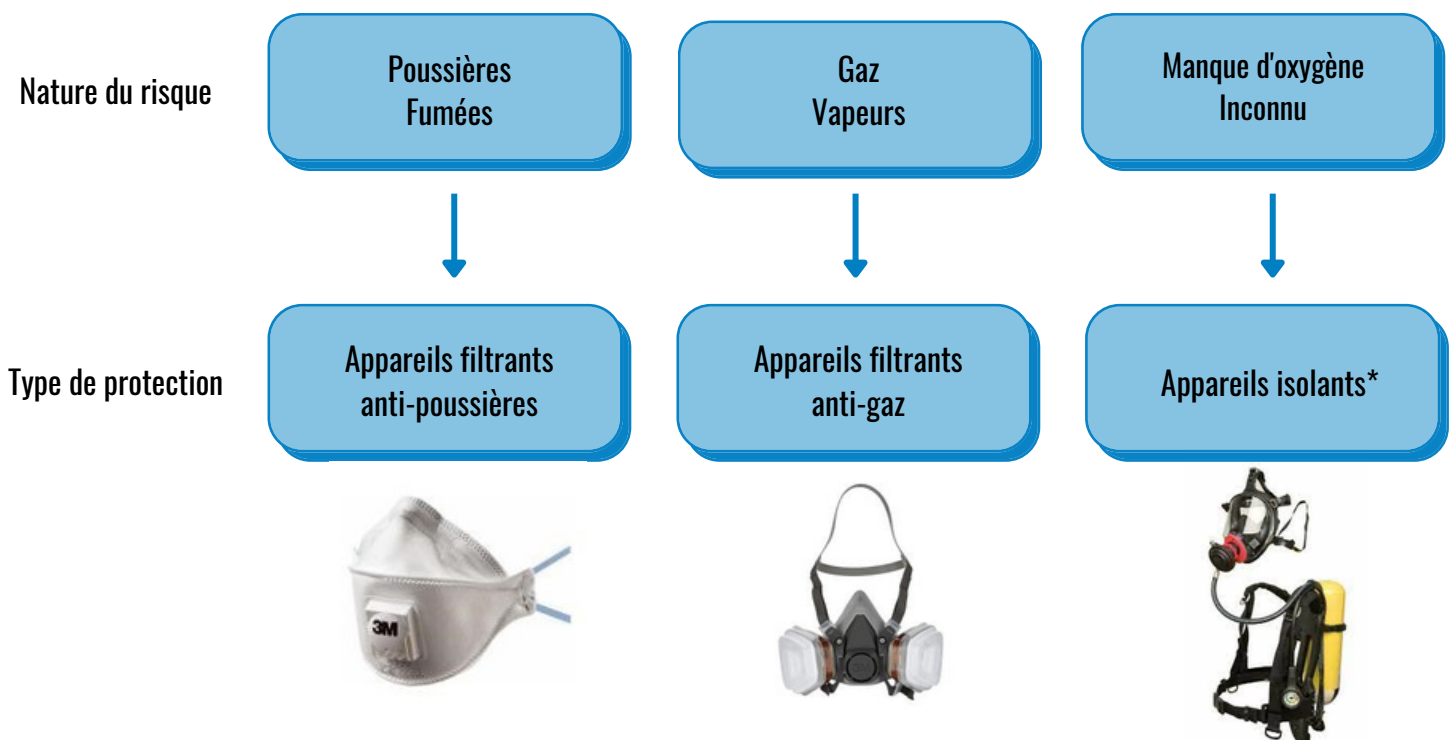 Nature du risque
Poussières
Fumées
Gaz
Vapeurs
Manque d'oxygène
Inconnu
Type de protection
Appareils filtrants
anti-poussières
Appareils filtrants
anti-gaz
Appareils isolants*
3M
3M